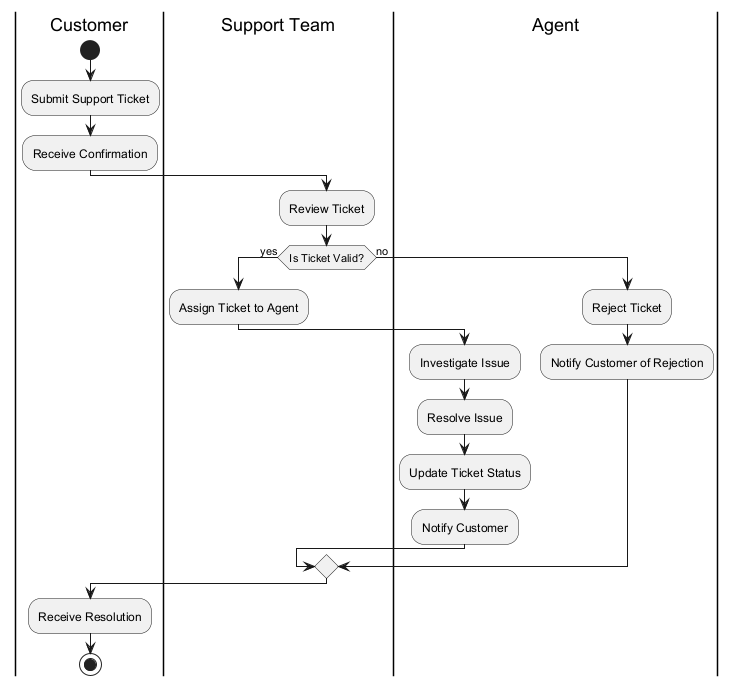 Customer
Support Team
Agent
Submit Support Ticket
Receive Confirmation
Review Ticket
yes
Is Ticket Valid?
no
Assign Ticket to Agent
Reject Ticket
Investigate Issue
Notify Customer of Rejection
Resolve Issue
Update Ticket Status
Notify Customer
Receive Resolution